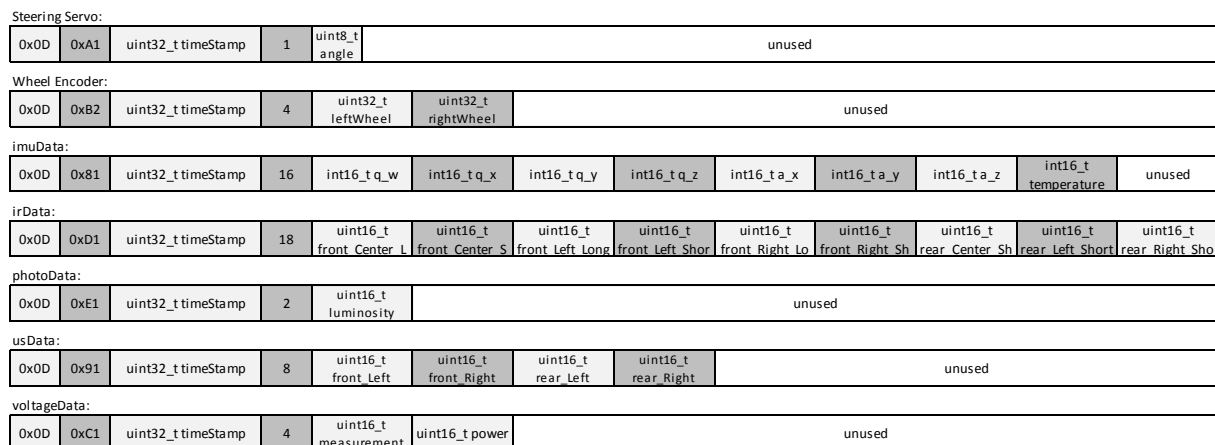 Steering Servo:
0x0D 0xA1 uint32_t timeStamp 1 uint8_t angle unused
Wheel Encoder:
0x0D 0xB2 uint32_t timeStamp 4 uint32_t leftWheel uint32_t rightWheel unused
imuData:
0x0D 0x81 uint32_t timeStamp 16 int16_t q_w int16_t q_x int16_t q_y int16_t q_z int16_t a_x int16_t a_y int16_t a_z int16_t temperature unused
irData:
0x0D 0xD1 uint32_t timeStamp 18 uint16_t front_Center_L uint16_t front_Center_S uint16_t front_Left_Long uint16_t front_Left_Shor uint16_t front_Right_Lo uint16_t front_Right_Sh uint16_t rear_Center_Sh uint16_t rear_Left_Short uint16_t rear_Right_Sho
photoData:
0x0D 0xE1 uint32_t timeStamp 2 uint16_t luminosity unused
usData:
0x0D 0x91 uint32_t timeStamp 8 uint16_t front_Left uint16_t front_Right uint16_t rear_Left uint16_t rear_Right unused
voltageData:
0x0D 0xC1 uint32_t timeStamp 4 uint16_t measurement uint16_t power unused